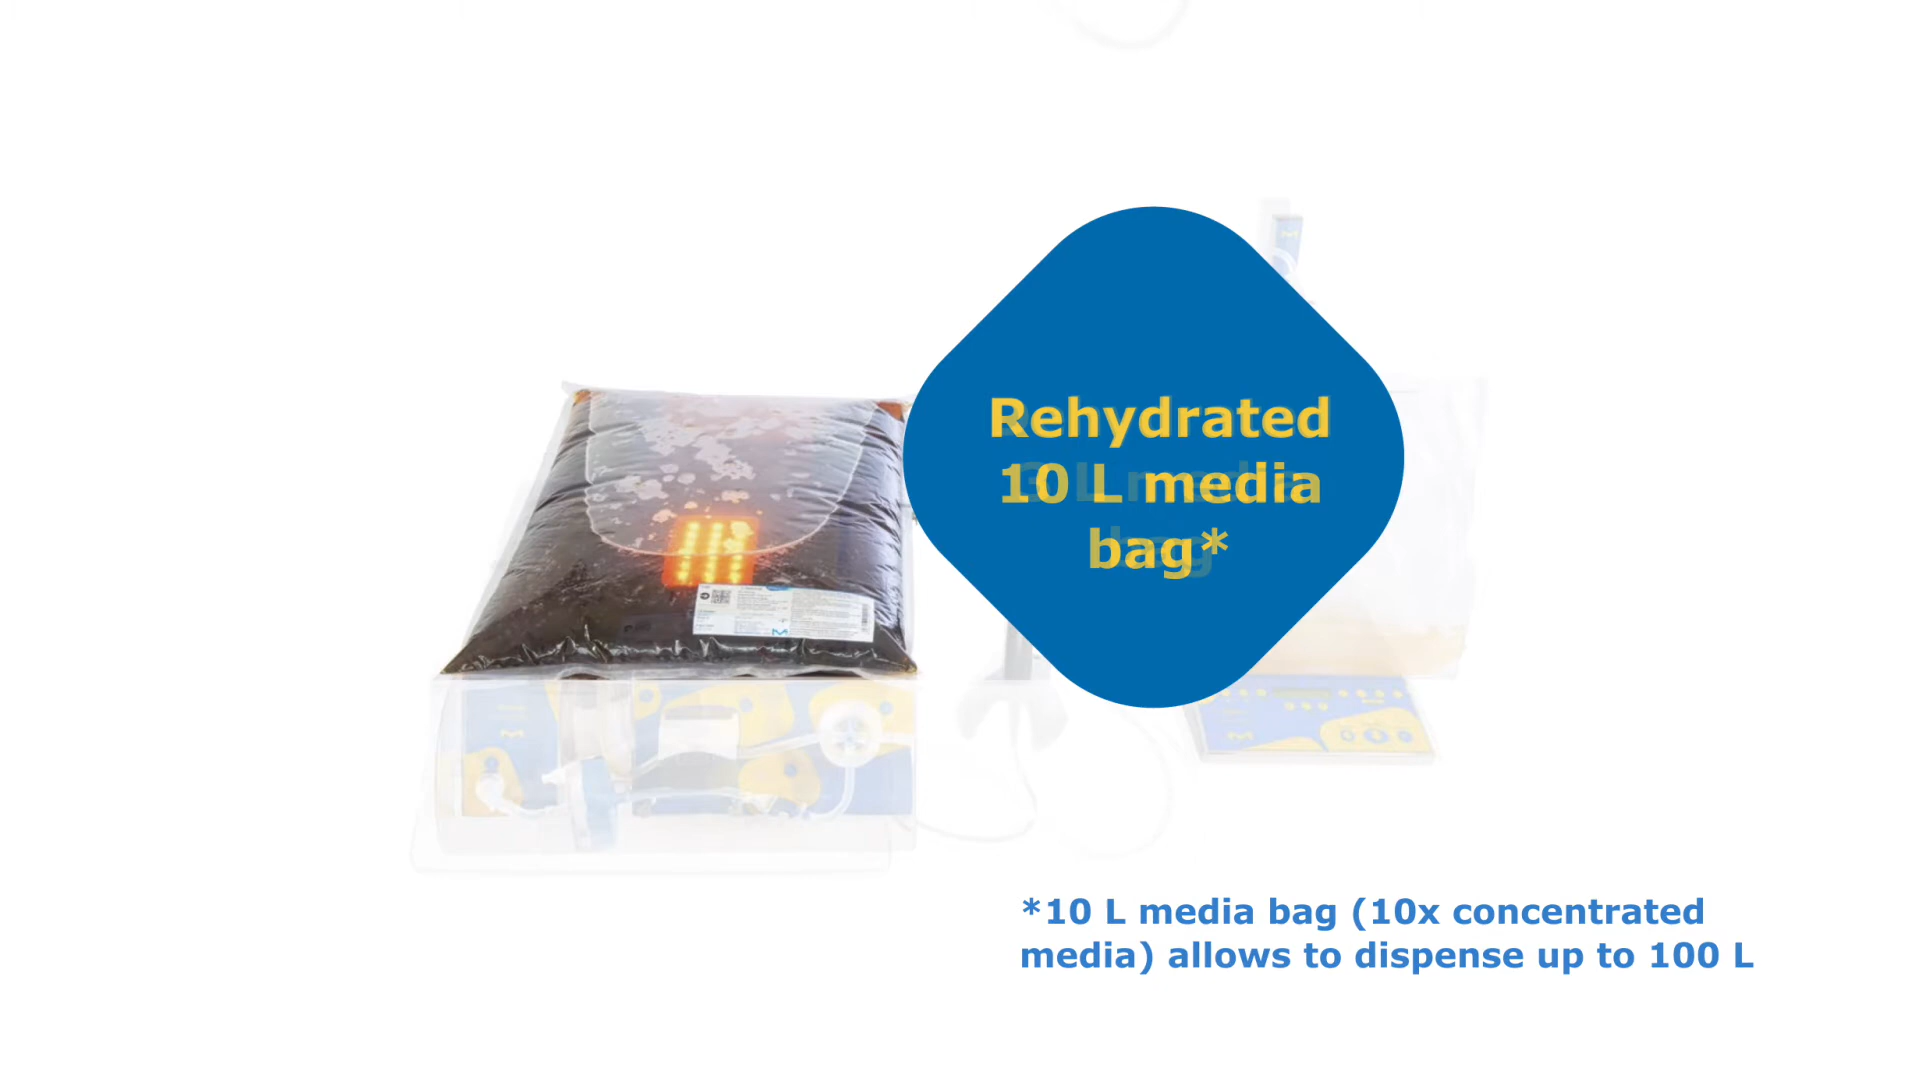 Rehydrated
10 L media
bag*
*10 L media bag (10x concentrated
media) allows to dispense up to 100 L